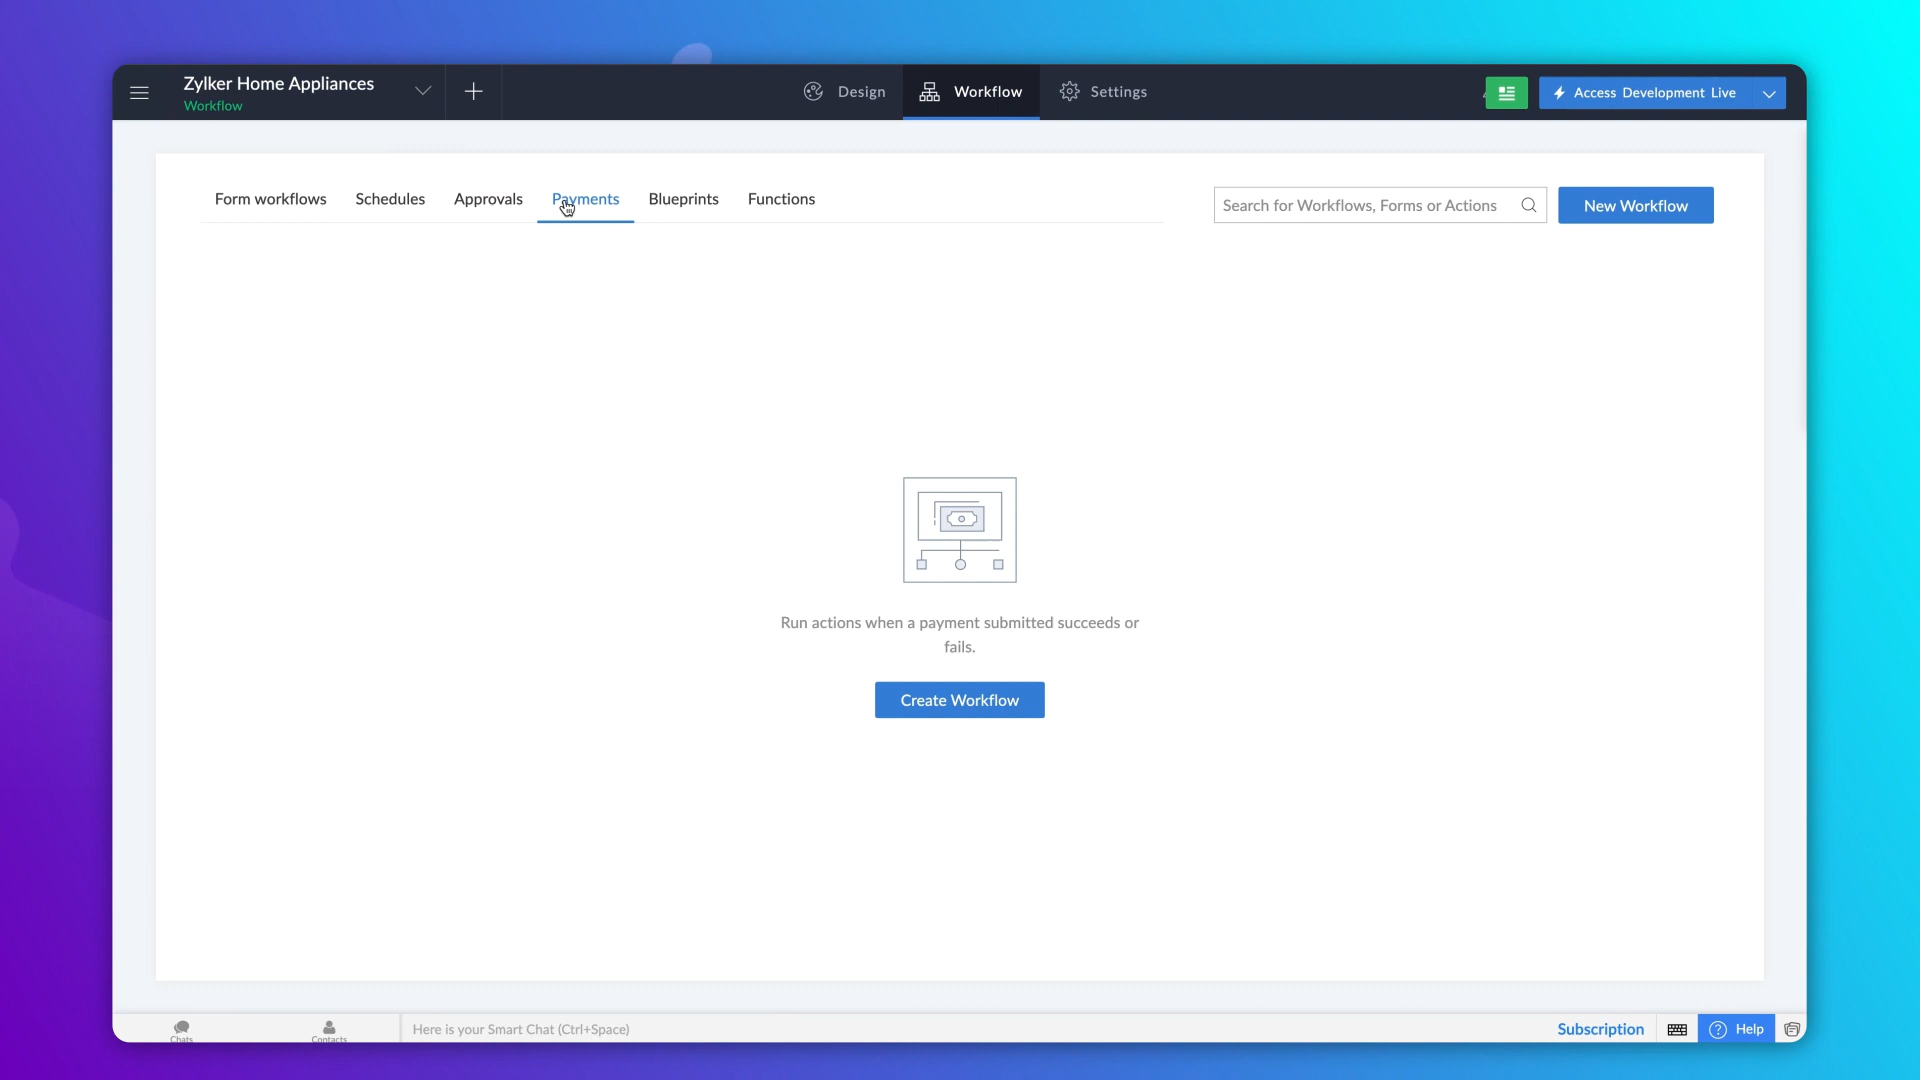 Zylker Home Appliances
Workflow
Design
Workflow
Settings
Access Development Live
Form workflows
Schedules
Approvals
Payments
Blueprints
Functions
Search for Workflows, Forms or Actions
New Workflow
Run actions when a payment submitted succeeds or
fails.
Create Workflow
Chats
Contacts
Here is your Smart Chat (Ctrl+Space)
Subscription
Help